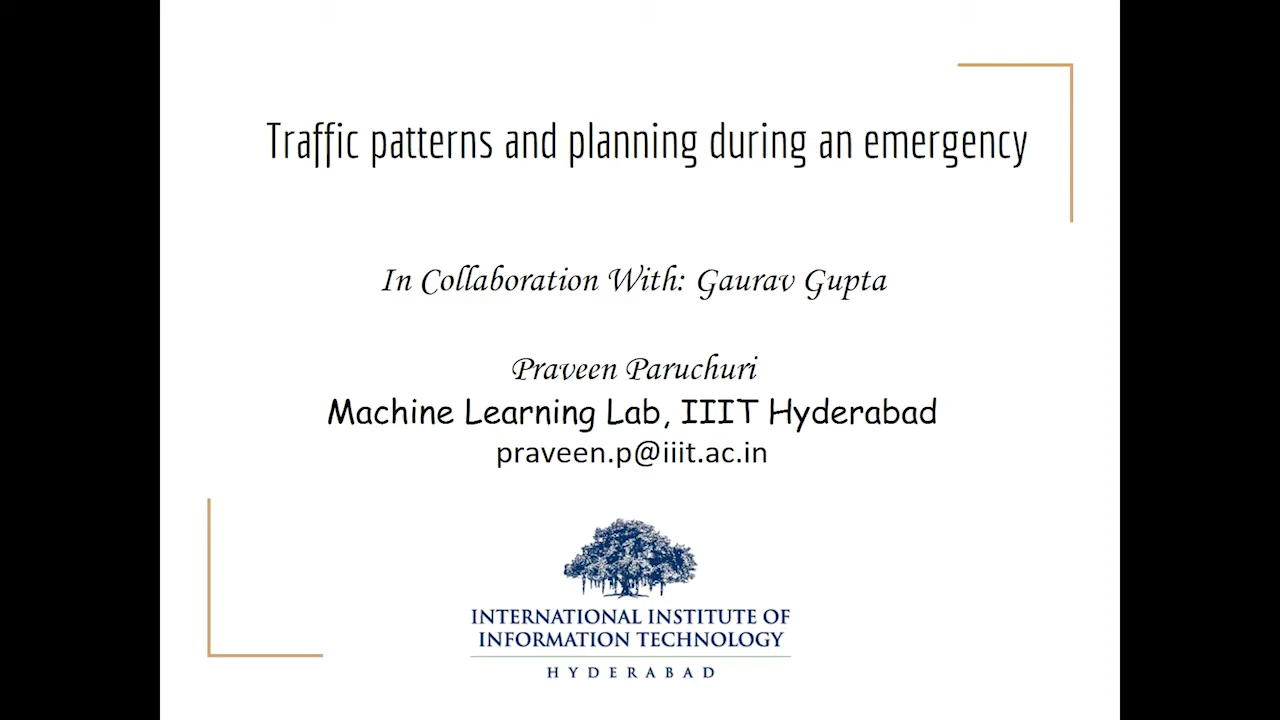 Traffic patterns and planning during an emergency
In Collaboration With: Gaurav Gupta
Praveen Paruchuri
Machine Learning Lab, IIIT Hyderabad
praveen.p@iiit.ac.in
INTERNATIONAL INSTITUTE OF
INFORMATION TECHNOLOGY
HYDERABAD